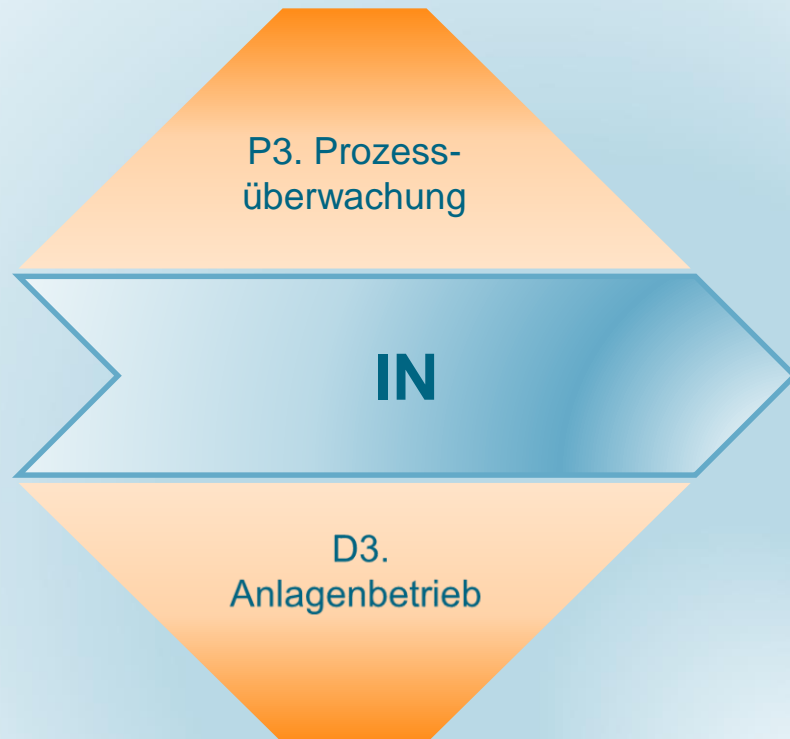 P3. Prozess-
überwachung
IN
D3.
Anlagenbetrieb